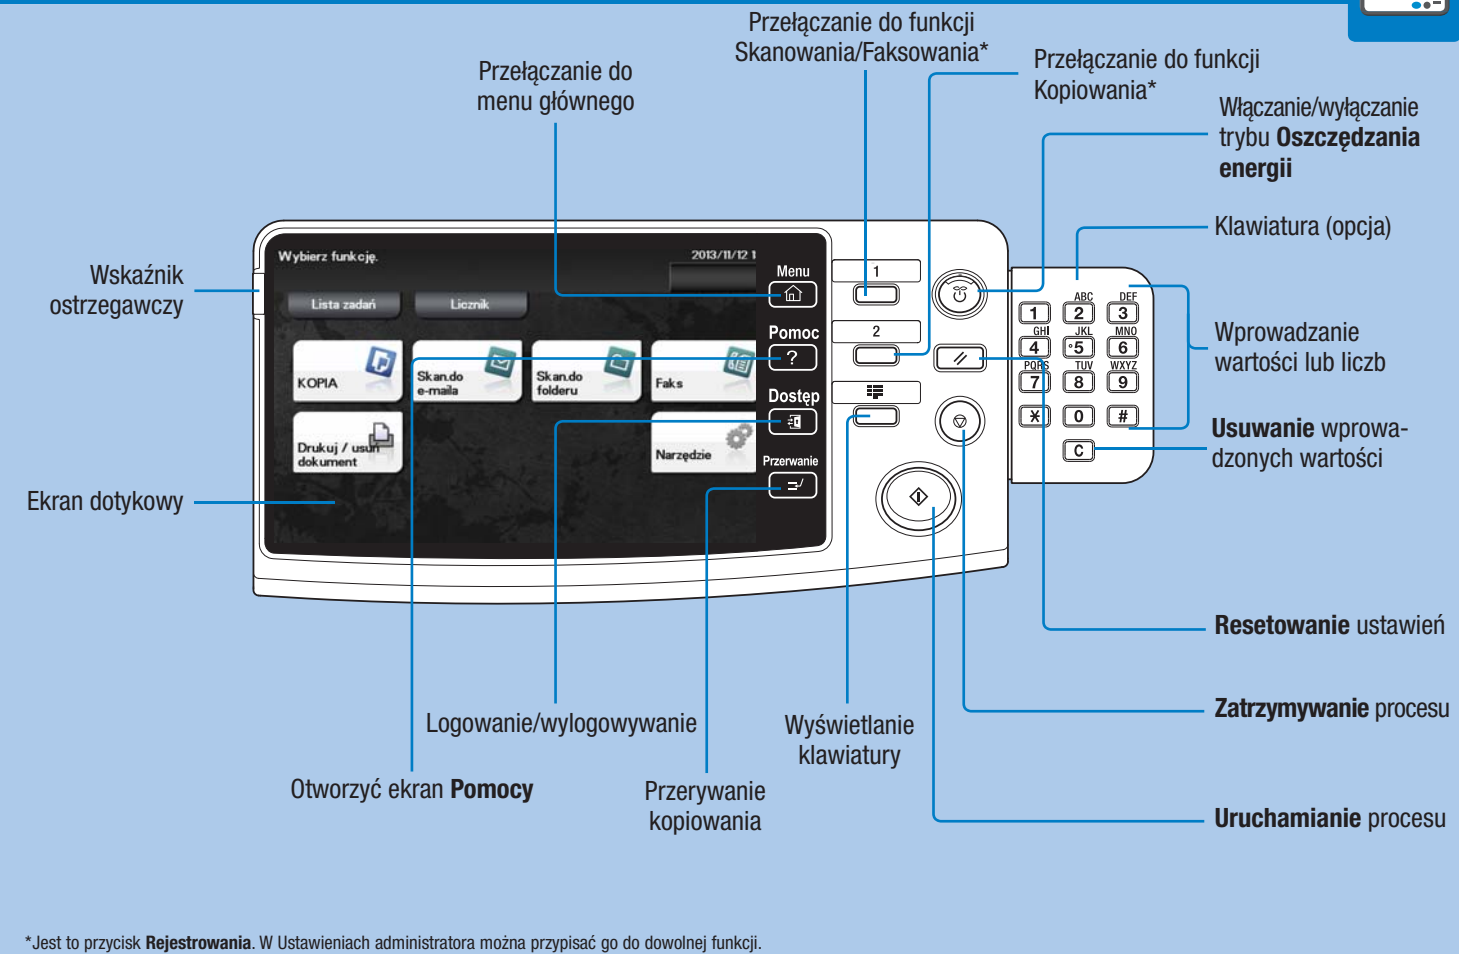 Przełączanie do funkcji
Skanowania/Faksowania*
Przełączanie do funkcji
Kopiowania*
Przełączanie do
menu głównego
Włączanie/wyłączanie
trybu Oszczędzania
energii
Klawiatura (opcja)
Wskaźnik
ostrzegawczy
Wybierz funkcję.
2013/11/12 1
Lista zadań
Licznik
KOPIA
Skan.do
e-maila
Skan.do
folderu
Faks
Drukuj / usuń
dokument
Narzędzie
Menu
Pomoc
?
Dostęp
Przerwanie
1
2
ABC
DEF
1
2
3
GHI
JKL
MNO
4
5
6
PQRS
TUV
WXYZ
7
8
9
0
#
C
Wprowadzanie
wartości lub liczb
Usuwanie wprowa-
dzonych wartości
Ekran dotykowy
Resetowanie ustawień
Zatrzymywanie procesu
Uruchamianie procesu
Logowanie/wylogowywanie
Wyświetlanie
klawiatury
Otworzyć ekran Pomocy
Przerywanie
kopiowania
*Jest to przycisk Rejestrowania. W Ustawieniach administratora można przypisać go do dowolnej funkcji.